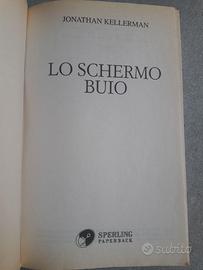 JONATHAN KELLERMAN
LO SCHERMO
BUIO
SPERLING
PAPERBACK
subito